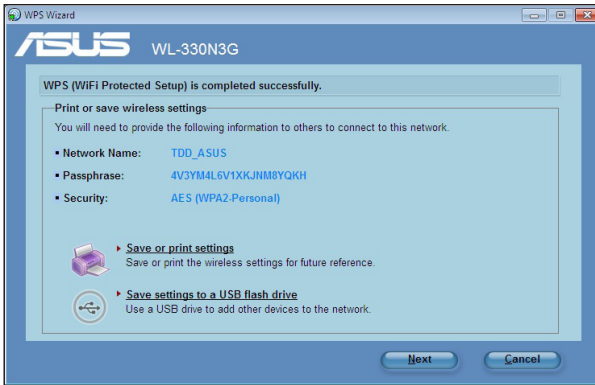 WPS Wizard
ASUS WL-330N3G
WPS (WiFi Protected Setup) is completed successfully.
Print or save wireless settings
You will need to provide the following information to others to connect to this network.
Network Name: TDD_ASUS
Passphrase: 4V3YM4L6V1XKJNM8YQKH
Security: AES (WPA2-Personal)
Save or print settings
Save or print the wireless settings for future reference.
Save settings to a USB flash drive
Use a USB drive to add other devices to the network.
Next Cancel